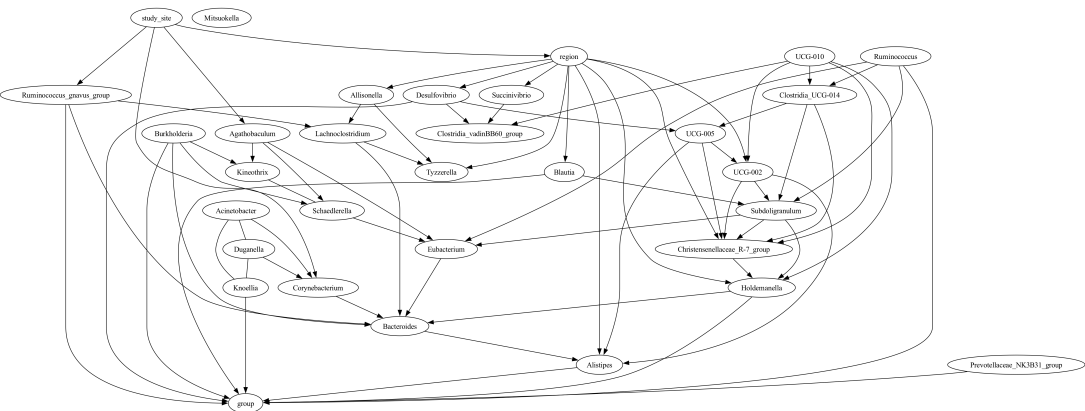 study_site
Mitsuokella
region
UCG-010
Ruminococcus
Ruminococcus_gnavus_group
Allisonella
Desulfovibrio
Succinivibrio
Clostridia_UCG-014
Burkholderia
Agathobaculum
Lachnoclostridium
Clostridia_vadinBB60_group
UCG-005
Kineothrix
Tyzzerella
Blautia
UCG-002
Acinetobacter
Schaedlerella
Subdoligranulum
Duganella
Eubacterium
Christensenellaceae_R-7_group
Knoellia
Corynebacterium
Holdemanella
Bacteroides
Alistipes
Prevotellaceae_NK3B31_group
group